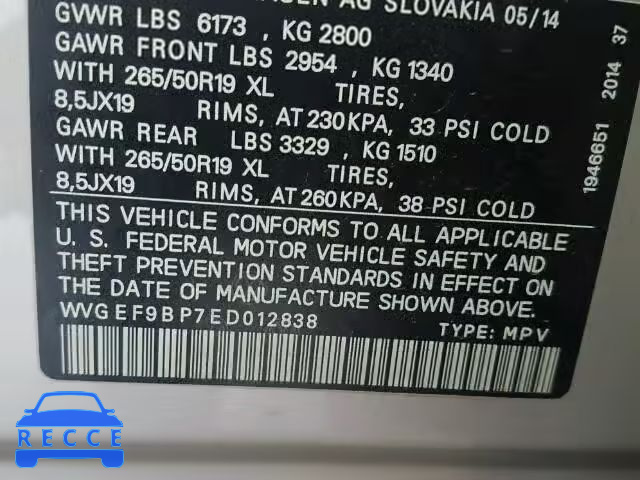 AG SLOVAKIA 05/14
GVWR LBS 6173 , KG 2800
GAWR FRONT LBS 2954 , KG 1340
WITH 265/50R19 XL TIRES,
8,5JX19 RIMS, AT 230KPA, 33 PSI COLD
GAWR REAR LBS 3329 , KG 1510
WITH 265/50R19 XL TIRES,
8,5JX19 RIMS, AT 260KPA, 38 PSI COLD
THIS VEHICLE CONFORMS TO ALL APPLICABLE
U. S. FEDERAL MOTOR VEHICLE SAFETY AND
THEFT PREVENTION STANDARDS IN EFFECT ON
THE DATE OF MANUFACTURE SHOWN ABOVE.
WVGEF9BP7ED012838 TYPE: MPV
1946651 2014 37
RECCE